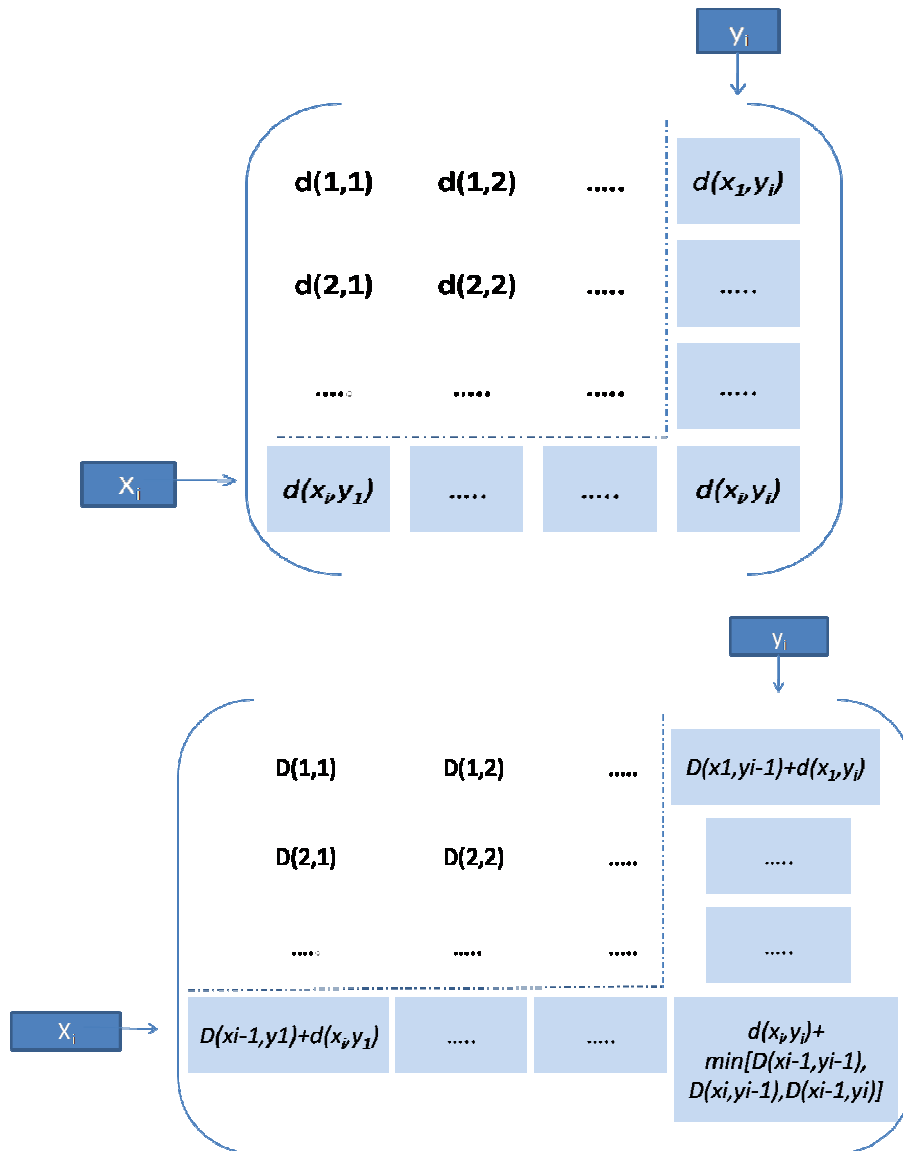 yi
d(1,1) d(1,2) ..... d(x1,yi)
d(2,1) d(2,2) ..... .....
..... ..... ..... .....
Xi d(xi,y1) ..... ..... d(xi,yi)
yi
D(1,1) D(1,2) ..... D(x1,yi-1)+d(x1,yi)
D(2,1) D(2,2) ..... .....
..... ..... ..... .....
Xi D(xi-1,y1)+d(xi,y1) ..... ..... d(xi,yi)+
min[D(xi-1,yi-1),
D(xi,yi-1),D(xi-1,yi)]